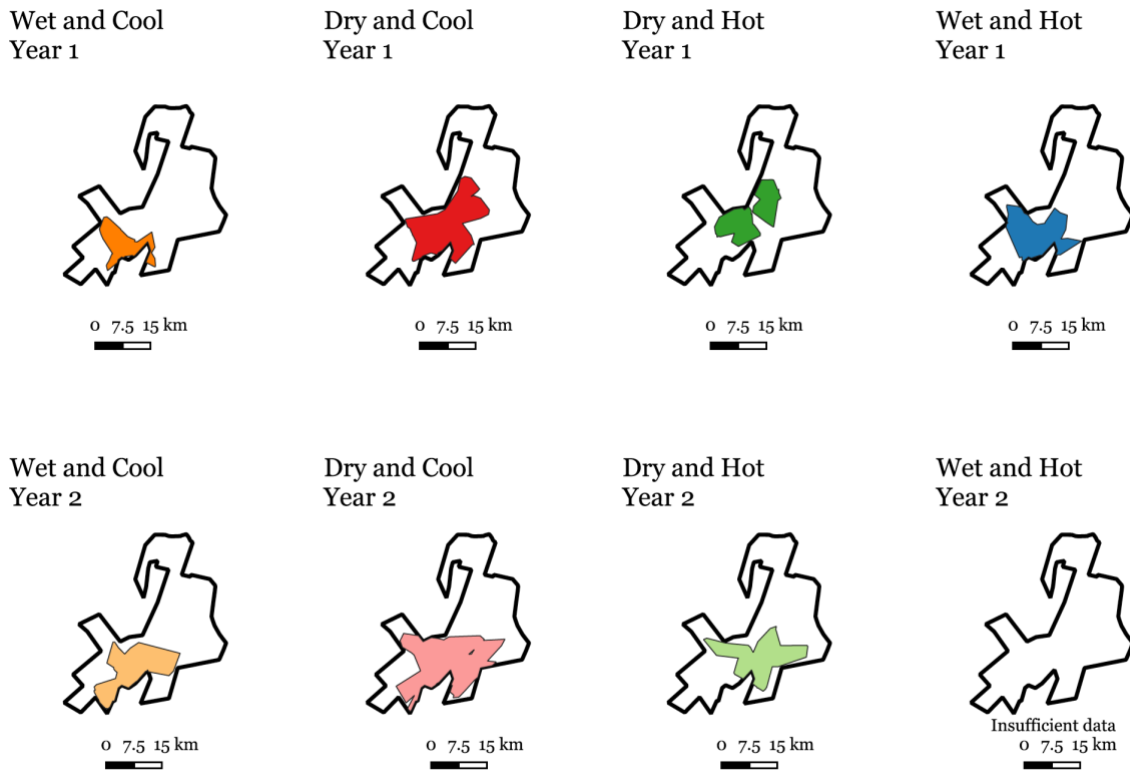 Wet and Cool
Year 1
Dry and Cool
Year 1
Dry and Hot
Year 1
Wet and Hot
Year 1
0 7.5 15 km
0 7.5 15 km
0 7.5 15 km
0 7.5 15 km
Wet and Cool
Year 2
Dry and Cool
Year 2
Dry and Hot
Year 2
Wet and Hot
Year 2
0 7.5 15 km
0 7.5 15 km
0 7.5 15 km
Insufficient data
0 7.5 15 km